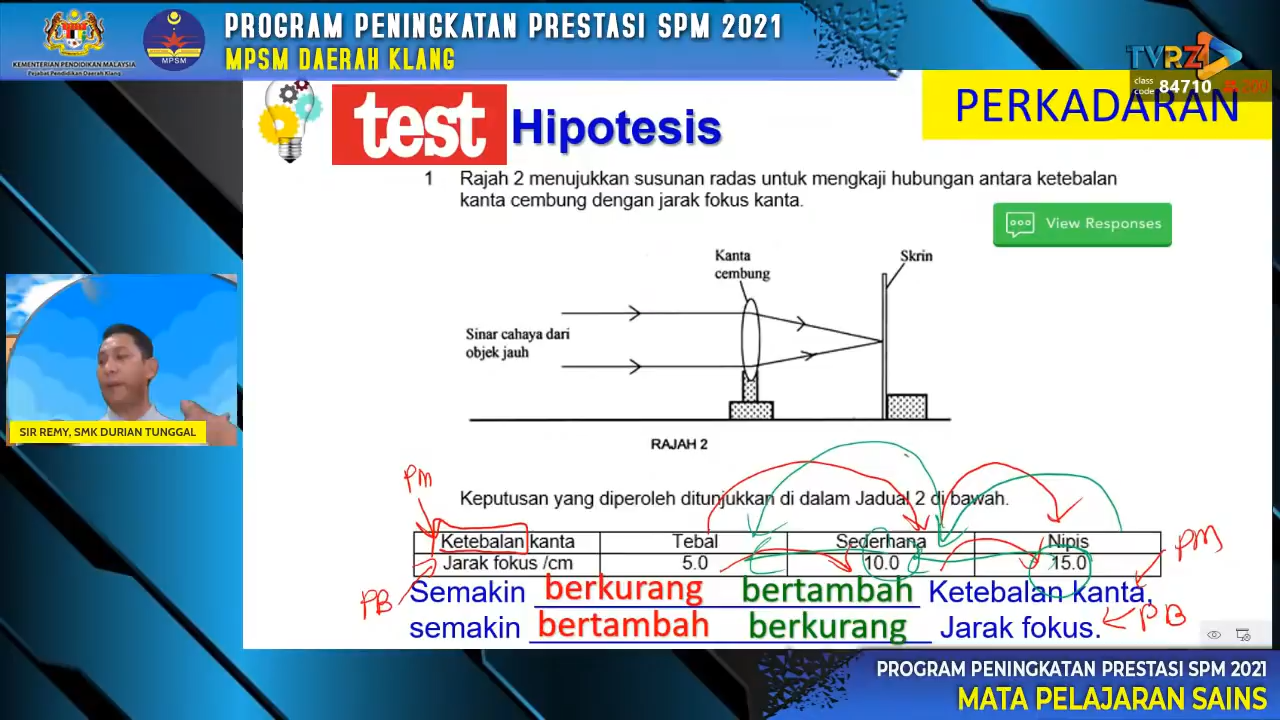 PROGRAM PENINGKATAN PRESTASI SPM 2021
MPSM DAERAH KLANG
KEMENTERIAN PENDIDIKAN MALAYSIA
Pejabat Pendidikan Daerah Klang
MPSM
TVRZ
class code 84710 200
PERKADARAN
test Hipotesis
1 Rajah 2 menujukkan susunan radas untuk mengkaji hubungan antara ketebalan
kanta cembung dengan jarak fokus kanta.
View Responses
Kanta
cembung
Skrin
Sinar cahaya dari
objek jauh
RAJAH 2
PM
Keputusan yang diperoleh ditunjukkan di dalam Jadual 2 di bawah.
Ketebalan kanta Tebal Sederhana Nipis
Jarak fokus /cm 5.0 10.0 15.0
PM
PB
Semakin berkurang bertambah Ketebalan kanta,
semakin bertambah berkurang Jarak fokus.
PB
SIR REMY, SMK DURIAN TUNGGAL
PROGRAM PENINGKATAN PRESTASI SPM 2021
MATA PELAJARAN SAINS